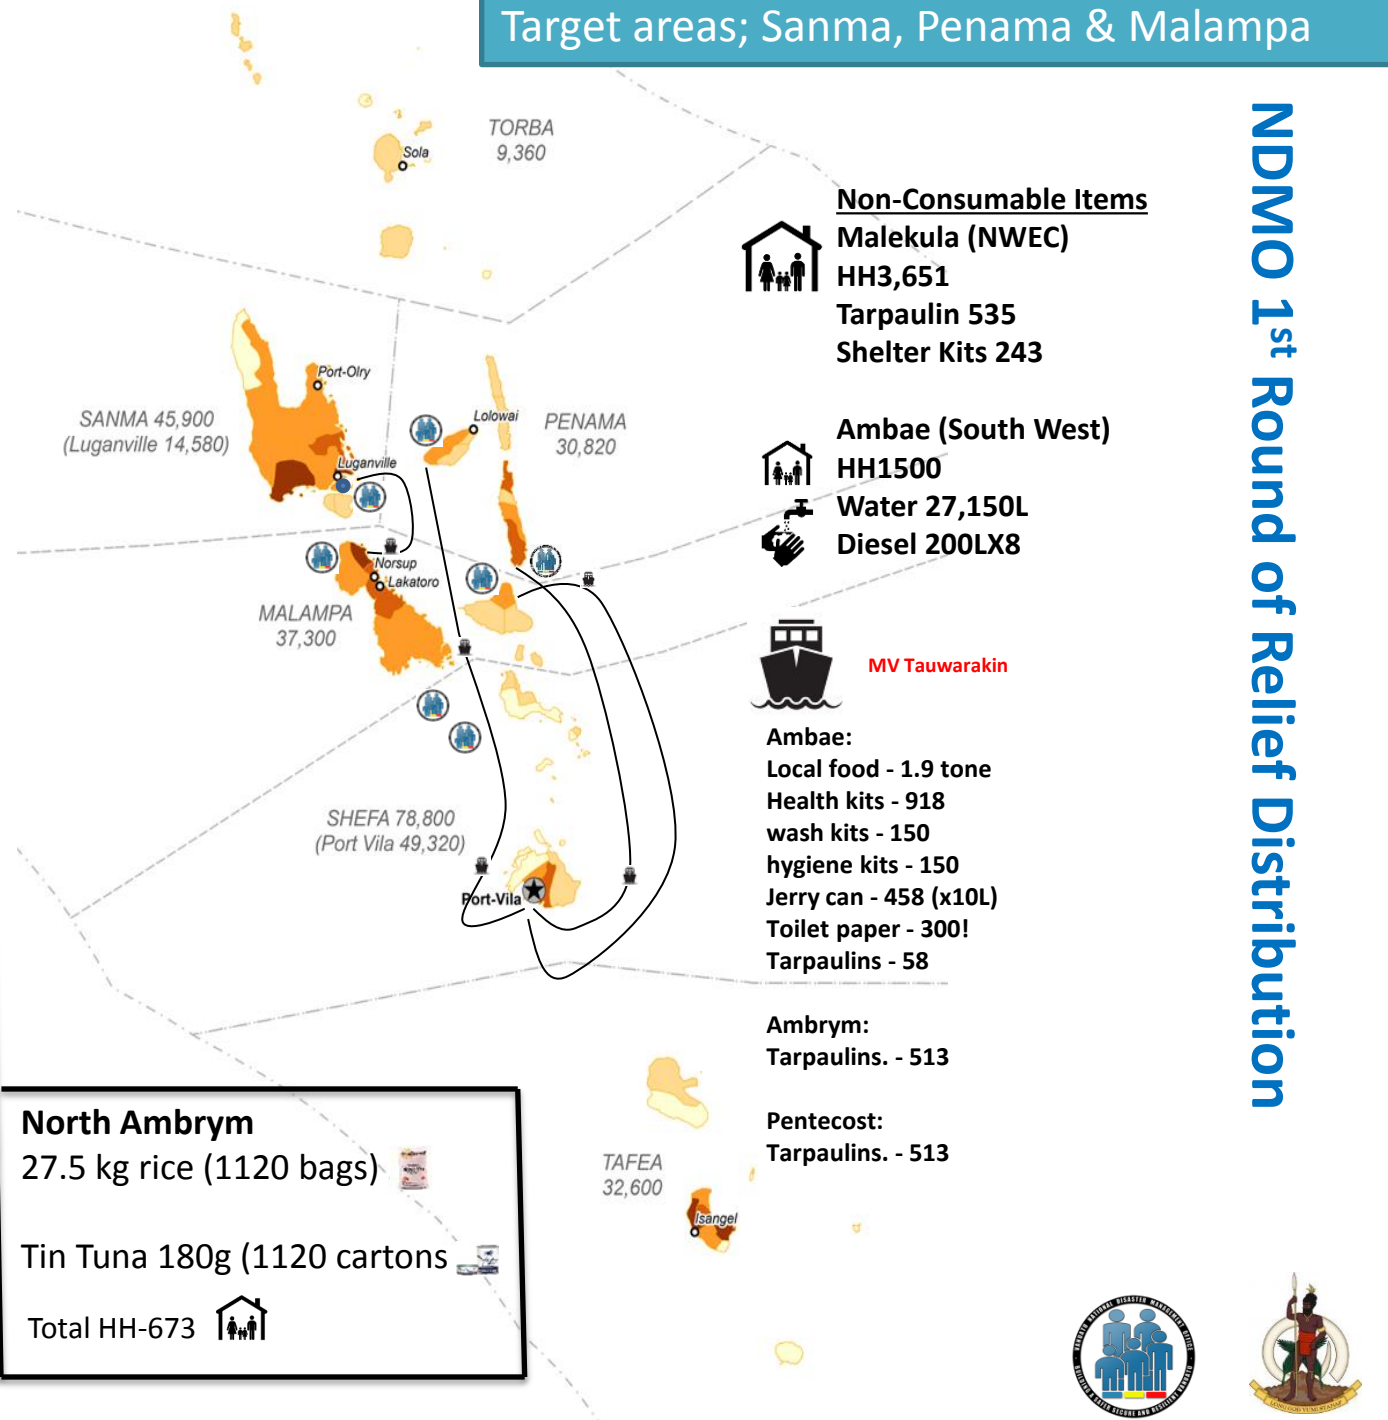 Target areas; Sanma, Penama & Malampa
NDMO 1st Round of Relief Distribution
TORBA
9,360
Sola
Port-Olry
SANMA 45,900
(Luganville 14,580)
Luganville
Lolowai
PENAMA
30,820
Norsup
Lakatoro
MALAMPA
37,300
SHEFA 78,800
(Port Vila 49,320)
Port-Vila
TAFEA
32,600
Isangel
Non-Consumable Items
Malekula (NWEC)
HH3,651
Tarpaulin 535
Shelter Kits 243
Ambae (South West)
HH1500
Water 27,150L
Diesel 200LX8
MV Tauwarakin
Ambae:
Local food - 1.9 tone
Health kits - 918
wash kits - 150
hygiene kits - 150
Jerry can - 458 (x10L)
Toilet paper - 300!
Tarpaulins - 58
Ambrym:
Tarpaulins. - 513
Pentecost:
Tarpaulins. - 513
North Ambrym
27.5 kg rice (1120 bags)
Tin Tuna 180g (1120 cartons
Total HH-673
VANUATU NATIONAL DISASTER MANAGEMENT OFFICE